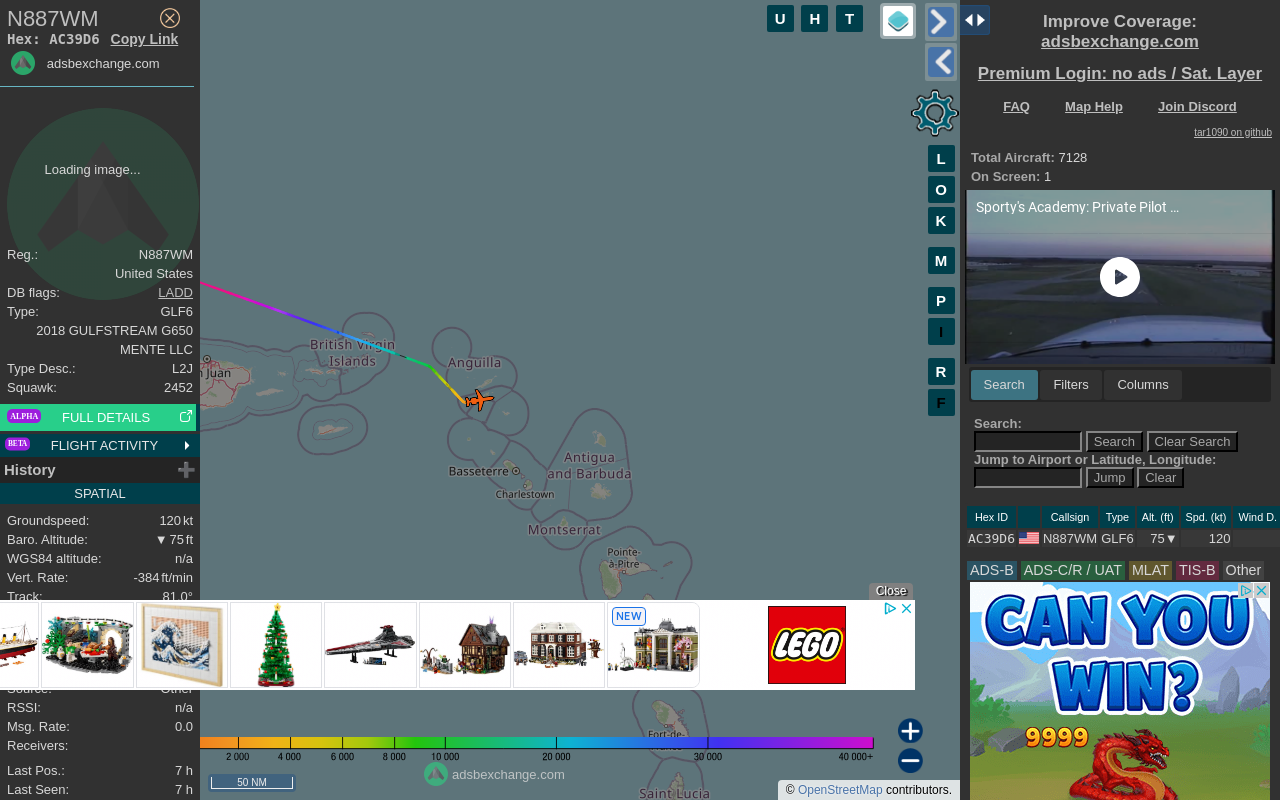 N887WM
Hex: AC39D6 Copy Link
adsbexchange.com
Loading image...
Reg.: N887WM
United States
DB flags: LADD
Type: GLF6
2018 GULFSTREAM G650
MENTE LLC
Type Desc.: L2J
Squawk: 2452
ALPHA FULL DETAILS
BETA FLIGHT ACTIVITY
History
SPATIAL
Groundspeed: 120 kt
Baro. Altitude: ▼ 75 ft
WGS84 altitude: n/a
Vert. Rate: -384 ft/min
Track: 81.0°
Source: Other
RSSI: n/a
Msg. Rate: 0.0
Receivers:
Last Pos.: 7 h
Last Seen: 7 h
U H T
L
O
K
M
P
I
R
F
British Virgin
Islands
Anguilla
n Juan
Basseterre
Charlestown
Antigua
and Barbuda
Montserrat
Pointe-
à-Pitre
Close
NEW
LEGO
Fort-de-
Saint Lucia
2 000 4 000 6 000 8 000 10 000 20 000 30 000 40 000+
adsbexchange.com
50 NM
© OpenStreetMap contributors.
Improve Coverage:
adsbexchange.com
Premium Login: no ads / Sat. Layer
FAQ Map Help Join Discord
tar1090 on github
Total Aircraft: 7128
On Screen: 1
Sporty's Academy: Private Pilot ...
Search Filters Columns
Search:
Search Clear Search
Jump to Airport or Latitude, Longitude:
Jump Clear
Hex ID Callsign Type Alt. (ft) Spd. (kt) Wind D.
AC39D6 N887WM GLF6 75▼ 120
ADS-B ADS-C/R / UAT MLAT TIS-B Other
CAN YOU
WIN?
9999